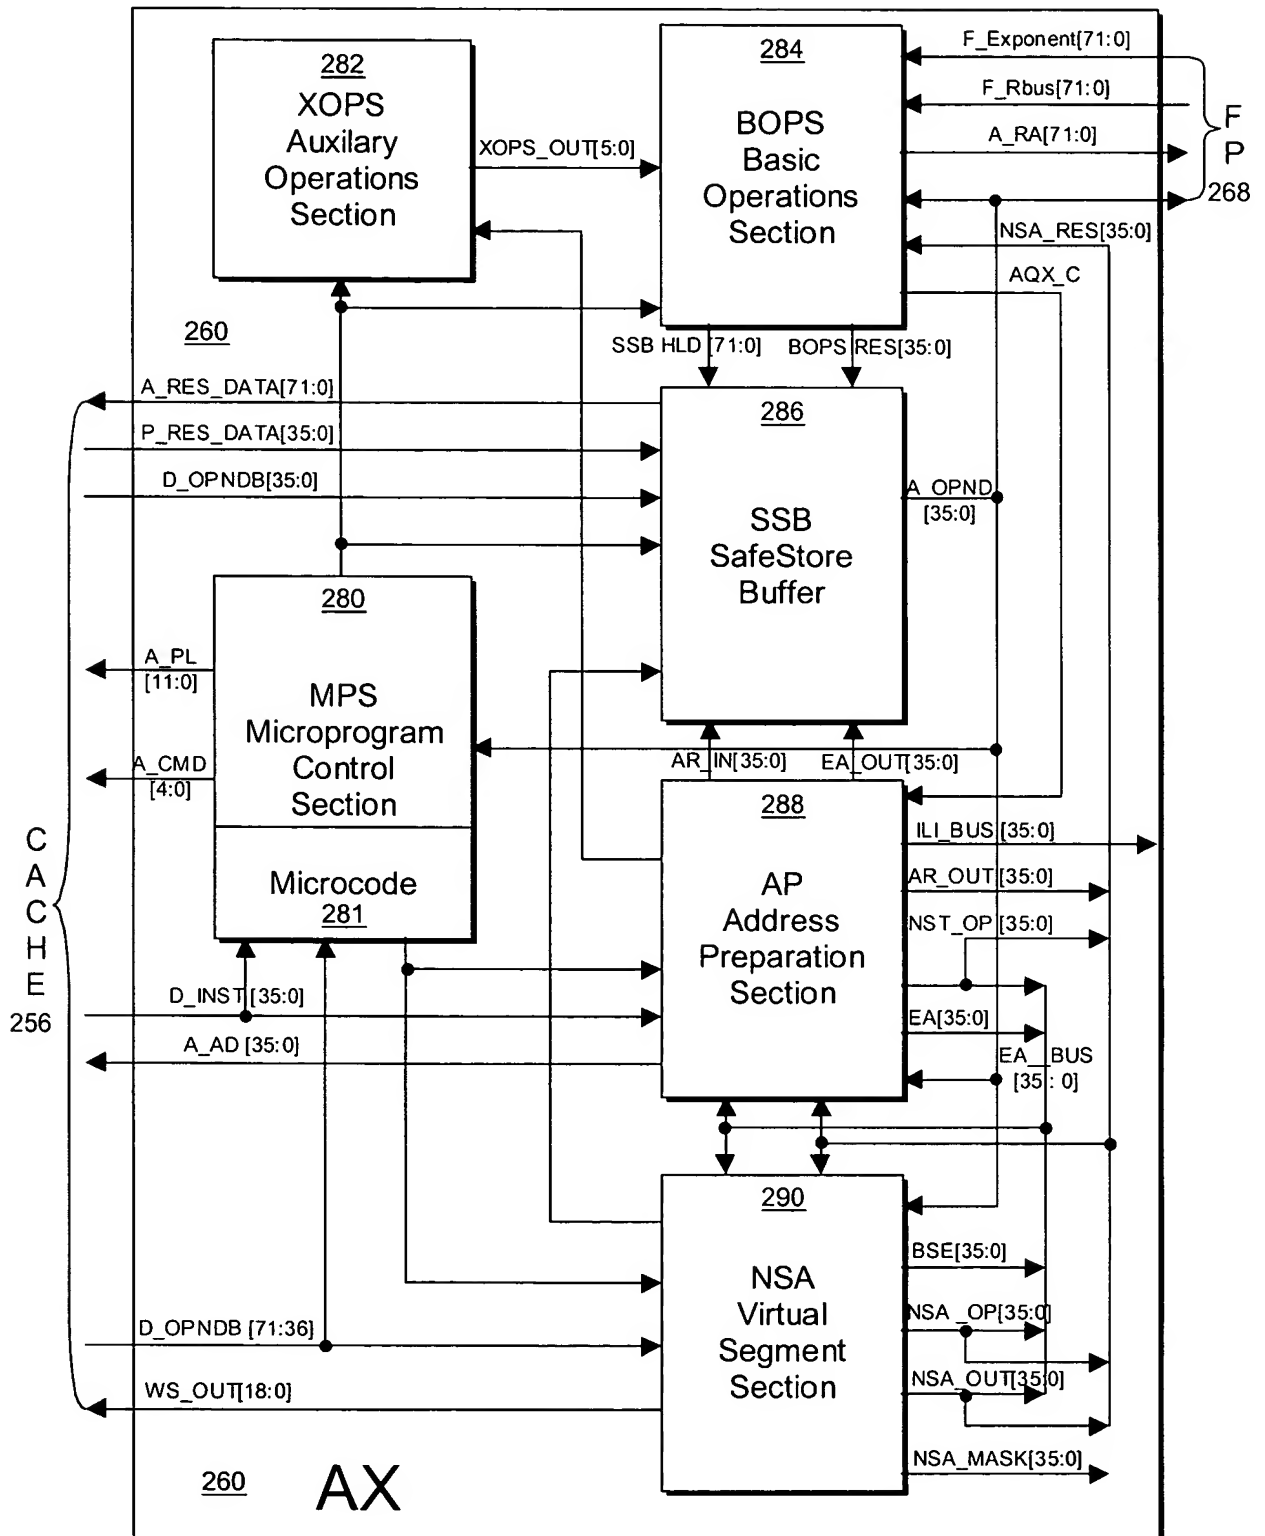 282
XOPS
Auxilary
Operations
Section
XOPS_OUT[5:0]
284
BOPS
Basic
Operations
Section
F_Exponent[71:0]
F_Rbus[71:0]
A_RA[71:0]
F
P
268
NSA_RES[35:0]
AQX_C
260
SSB HLD [71:0]
BOPS RES[35:0]
A_RES_DATA[71:0]
P_RES_DATA[35:0]
D_OPNDB[35:0]
286
SSB
SafeStore
Buffer
A_OPND
[35:0]
280
MPS
Microprogram
Control
Section
Microcode
281
A_PL
[11:0]
A_CMD
[4:0]
AR_IN[35:0]
EA_OUT[35:0]
288
AP
Address
Preparation
Section
ILI_BUS [35:0]
AR_OUT [35:0]
NST_OP [35:0]
EA[35:0]
EA_BUS
[35 : 0]
C
A
C
H
E
256
D_INST [35:0]
A_AD [35:0]
290
NSA
Virtual
Segment
Section
BSE[35:0]
NSA _OP[35:0]
NSA_OUT[35:0]
NSA_MASK[35:0]
D_OPNDB [71:36]
WS_OUT[18:0]
260
AX